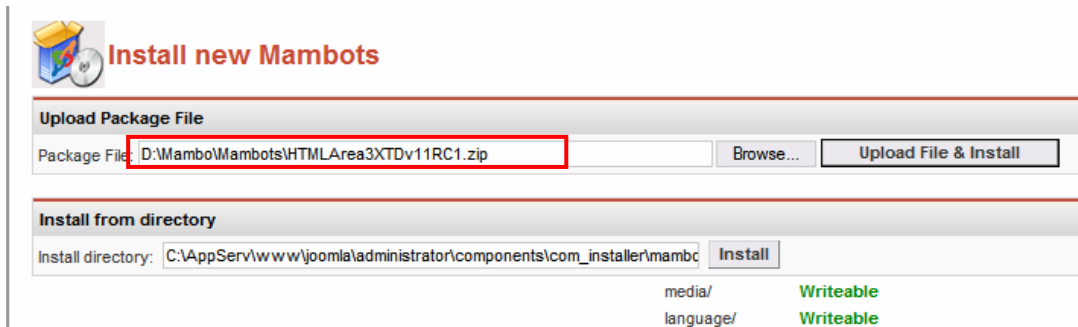 Install new Mambots
Upload Package File
Package File: D:\Mambo\Mambots\HTMLArea3XTDv11RC1.zip Browse... Upload File & Install
Install from directory
Install directory: C:\AppServ\www\joomla\administrator\components\com_installer\mambo Install
media/ Writeable
language/ Writeable